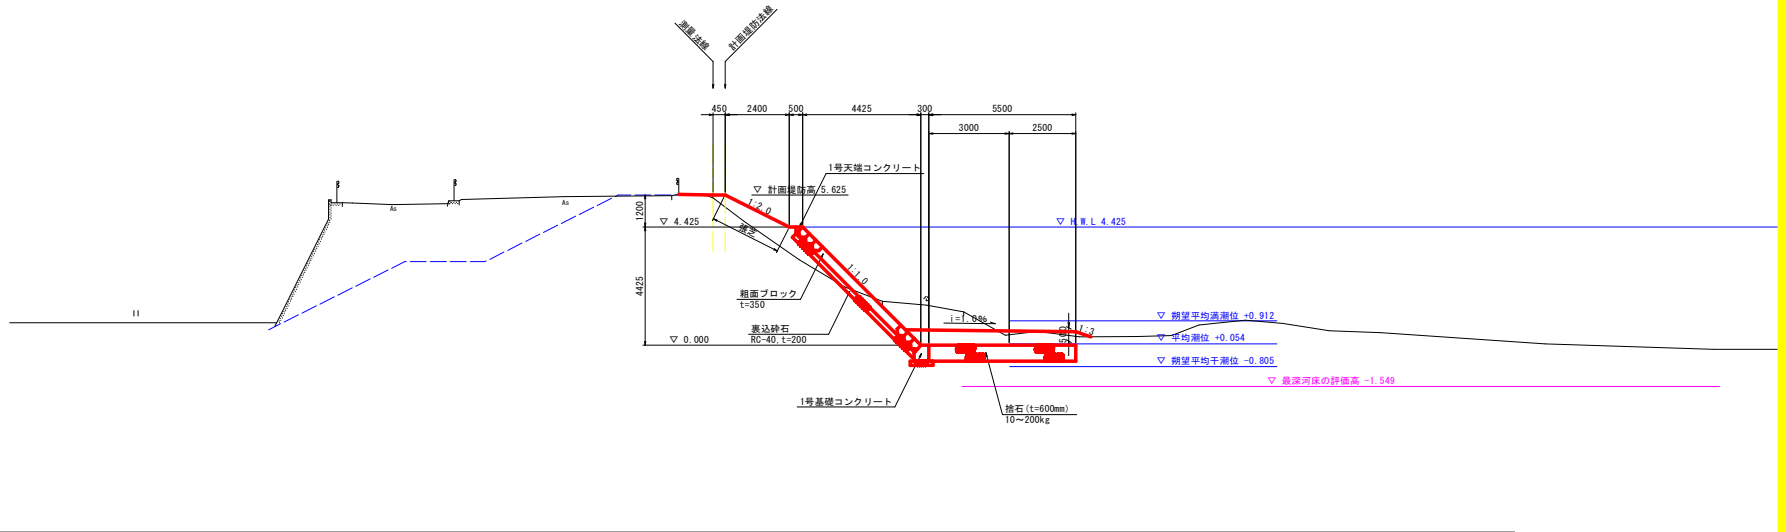 測量法線
計画堤防法線
450
2400
500
4425
300
5500
3000
2500
1号天端コンクリート
▽ 計画堤防高 5.625
1:2.0
1200
▽ 4.425
▽ H.W.L 4.425
張芝
As
As
1:1.0
4425
粗面ブロック
t=350
i=1.0%
▽ 朔望平均満潮位 +0.912
裏込砕石
RC-40,t=200
500
1:3
▽ 0.000
▽ 平均潮位 +0.054
▽ 朔望平均干潮位 -0.805
▽ 最深河床の評価高 -1.549
1号基礎コンクリート
捨石(t=600mm)
10～200kg